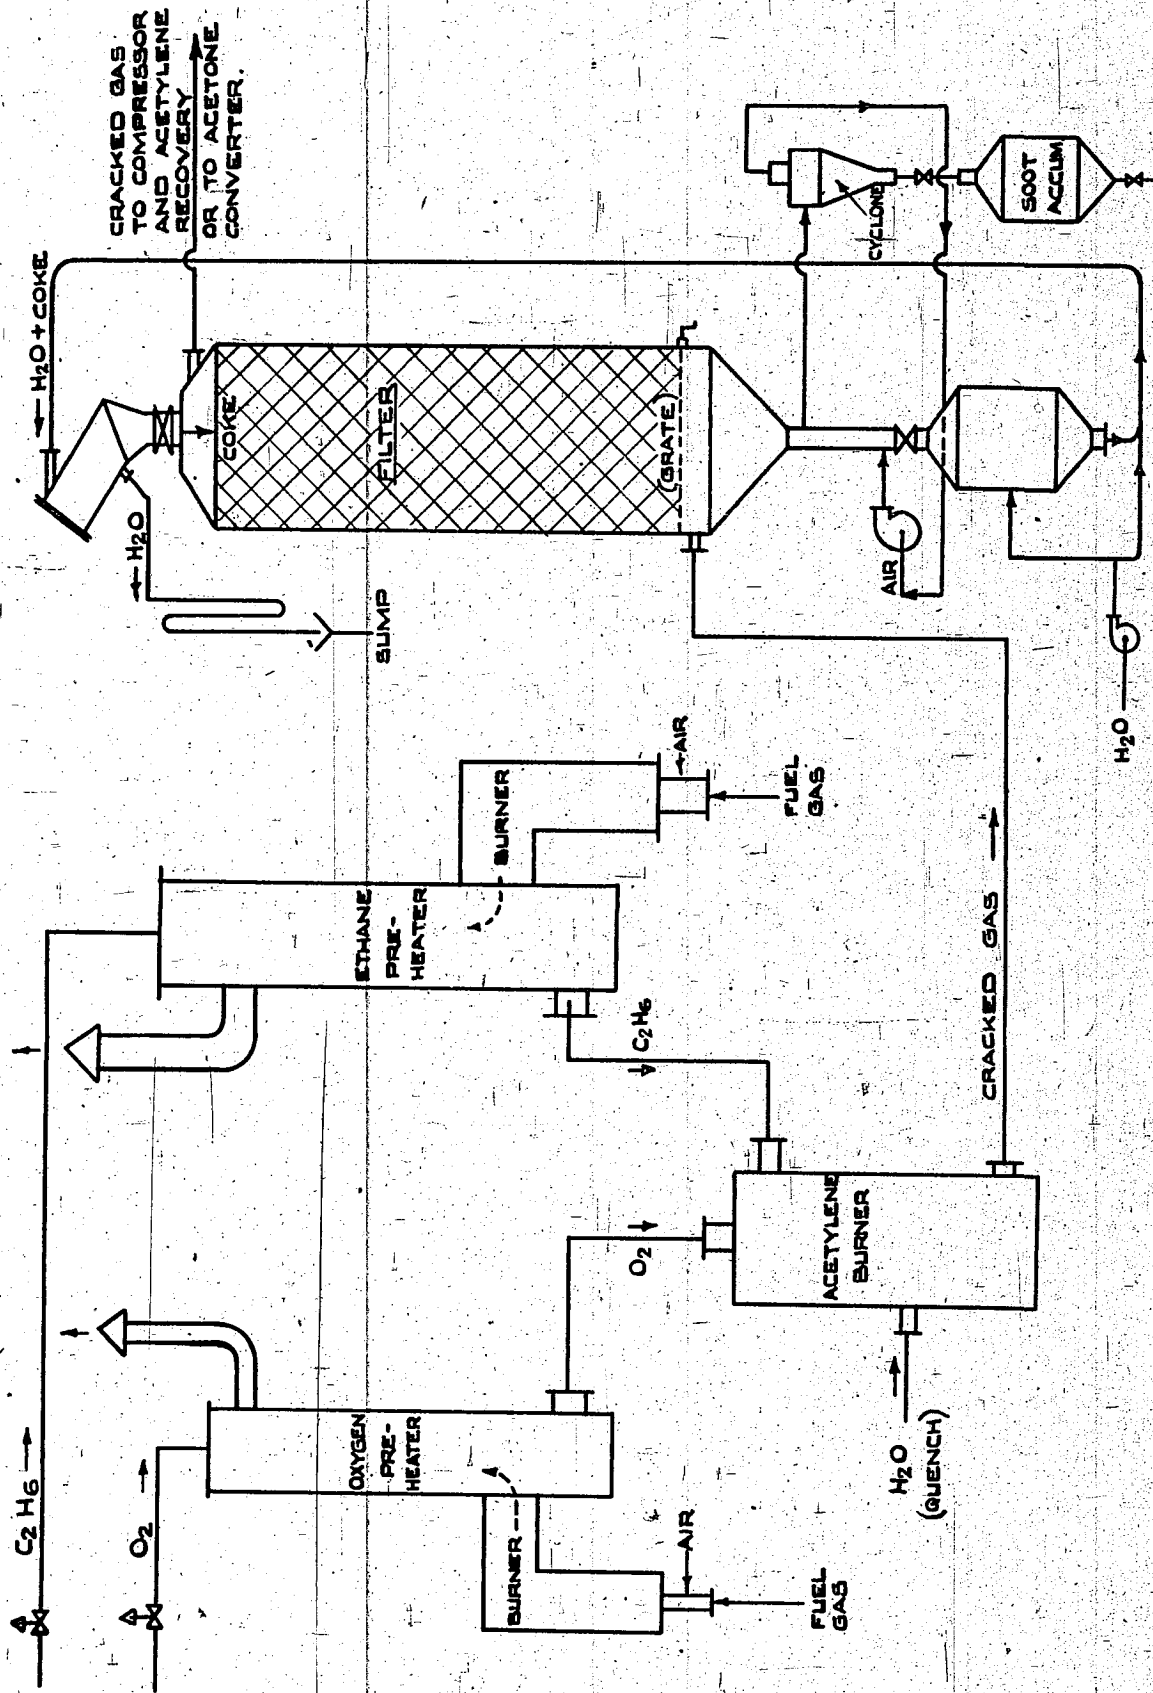 C₂H₆
O₂
OXYGEN
PRE-
HEATER
BURNER
AIR
FUEL
GAS
ETHANE
PRE-
HEATER
BURNER
AIR
FUEL
GAS
O₂
C₂H₆
ACETYLENE
BURNER
H₂O
(QUENCH)
CRACKED GAS
H₂O + COKE
H₂O
SUMP
COKE
FILTER
(GRATE)
CRACKED GAS
TO COMPRESSOR
AND ACETYLENE
RECOVERY
OR TO ACETONE
CONVERTER.
CYCLONE
SOOT
ACCUM
AIR
H₂O